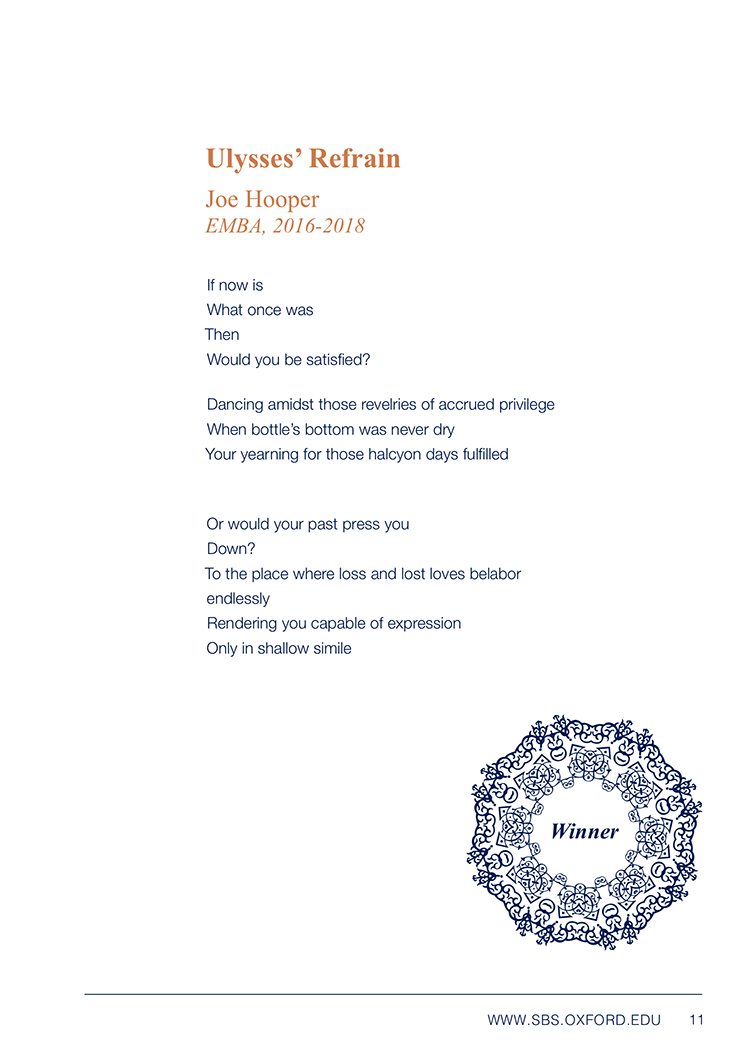 Ulysses’ Refrain
Joe Hooper
EMBA, 2016-2018
If now is
What once was
Then
Would you be satisfied?
Dancing amidst those revelries of accrued privilege
When bottle’s bottom was never dry
Your yearning for those halcyon days fulfilled
Or would your past press you
Down?
To the place where loss and lost loves belabor
endlessly
Rendering you capable of expression
Only in shallow simile
Winner
WWW.SBS.OXFORD.EDU 11